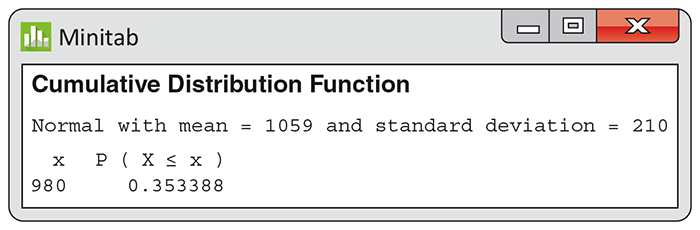 Minitab
Cumulative Distribution Function
Normal with mean = 1059 and standard deviation = 210
x P ( X ≤ x )
980 0.353388